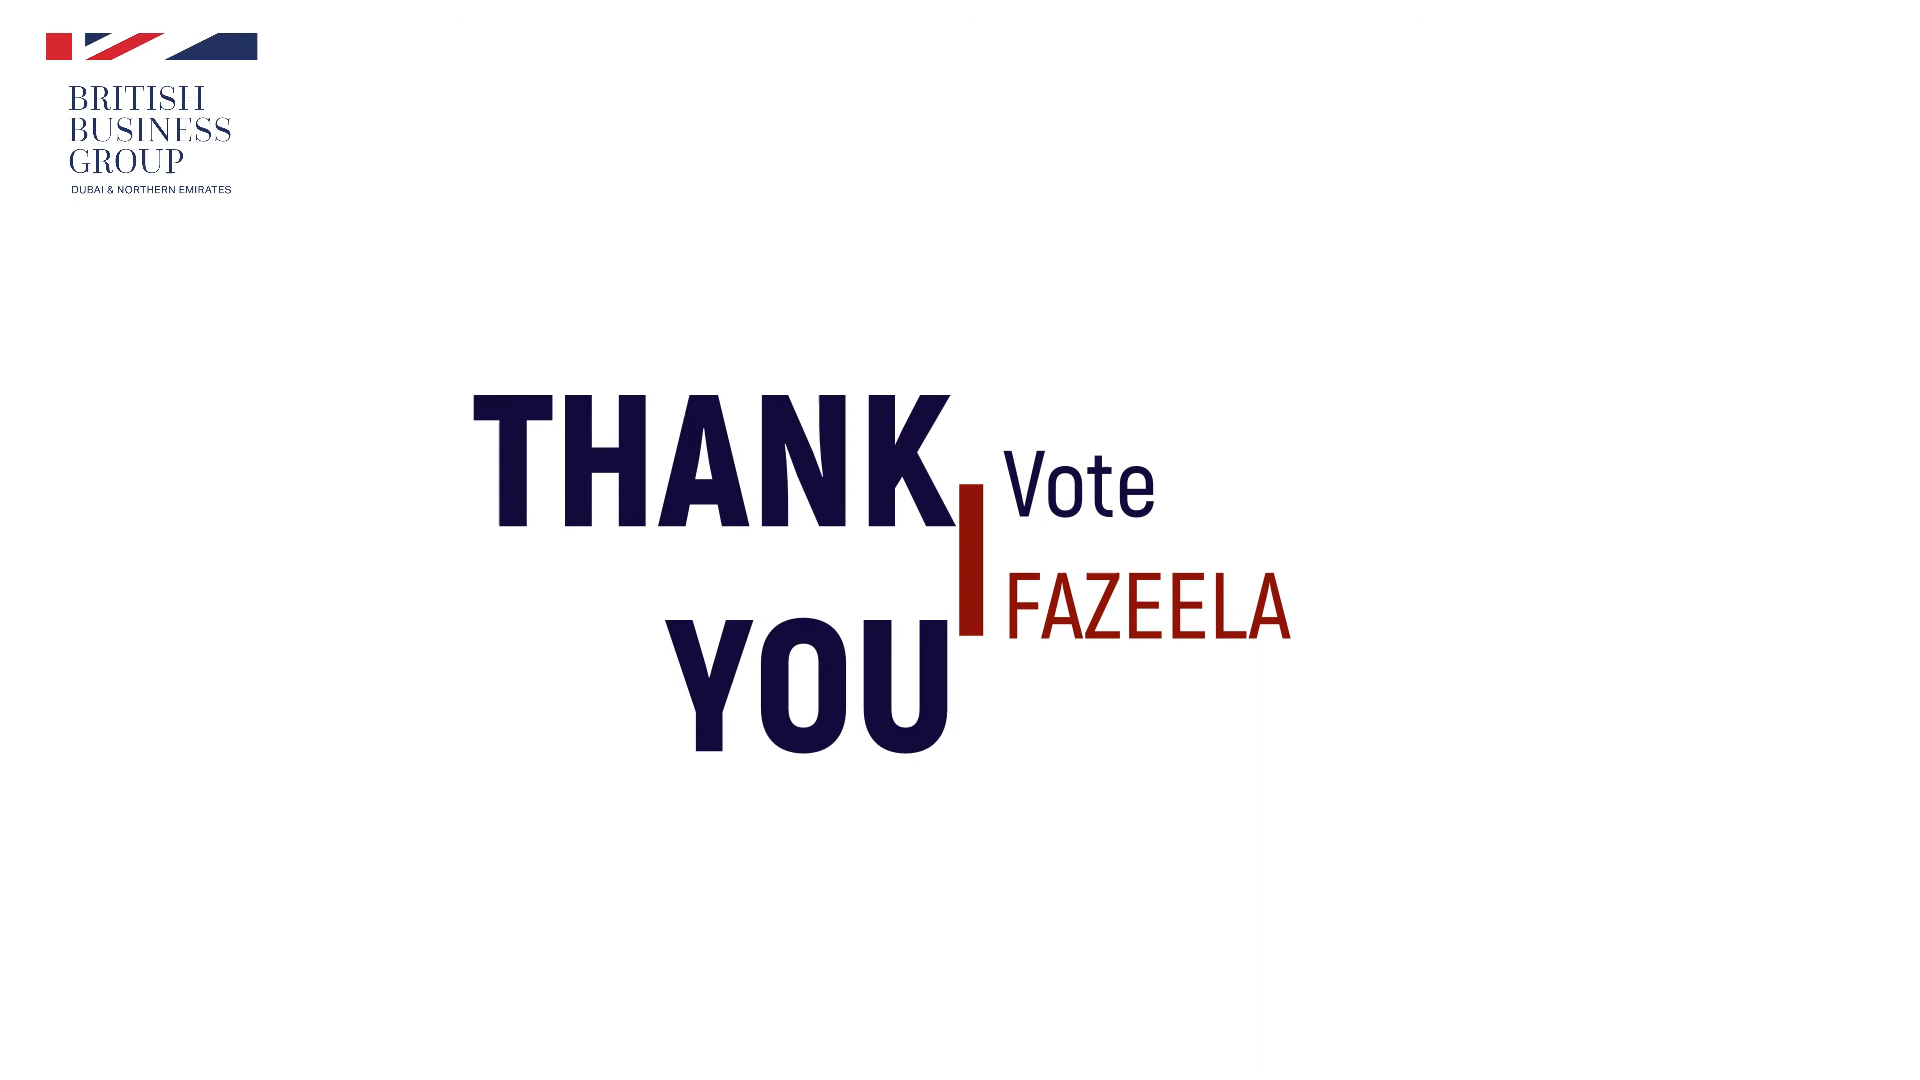 BRITISH
BUSINESS
GROUP
DUBAI & NORTHERN EMIRATES
THANK
YOU
Vote
FAZEELA